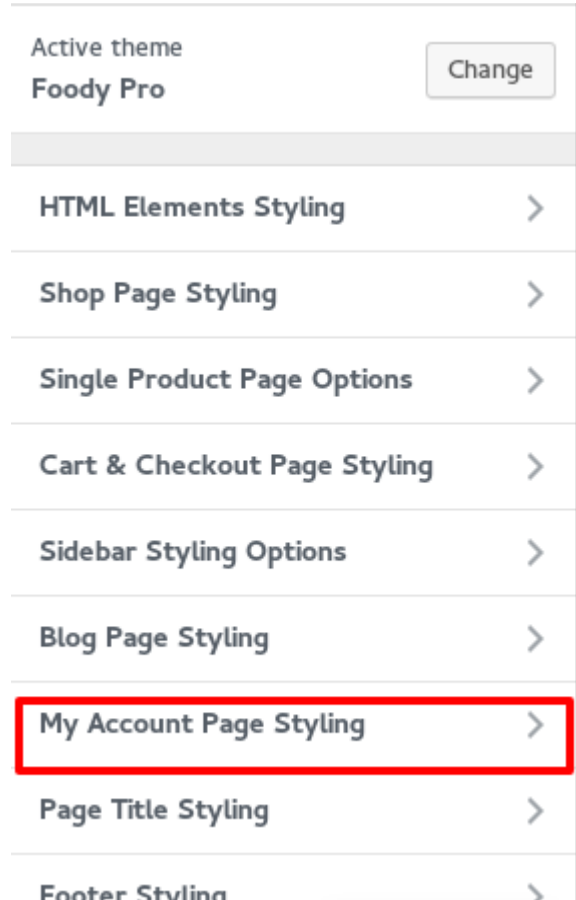 Active theme
Foody Pro
Change
HTML Elements Styling
Shop Page Styling
Single Product Page Options
Cart & Checkout Page Styling
Sidebar Styling Options
Blog Page Styling
My Account Page Styling
Page Title Styling
Footer Styling